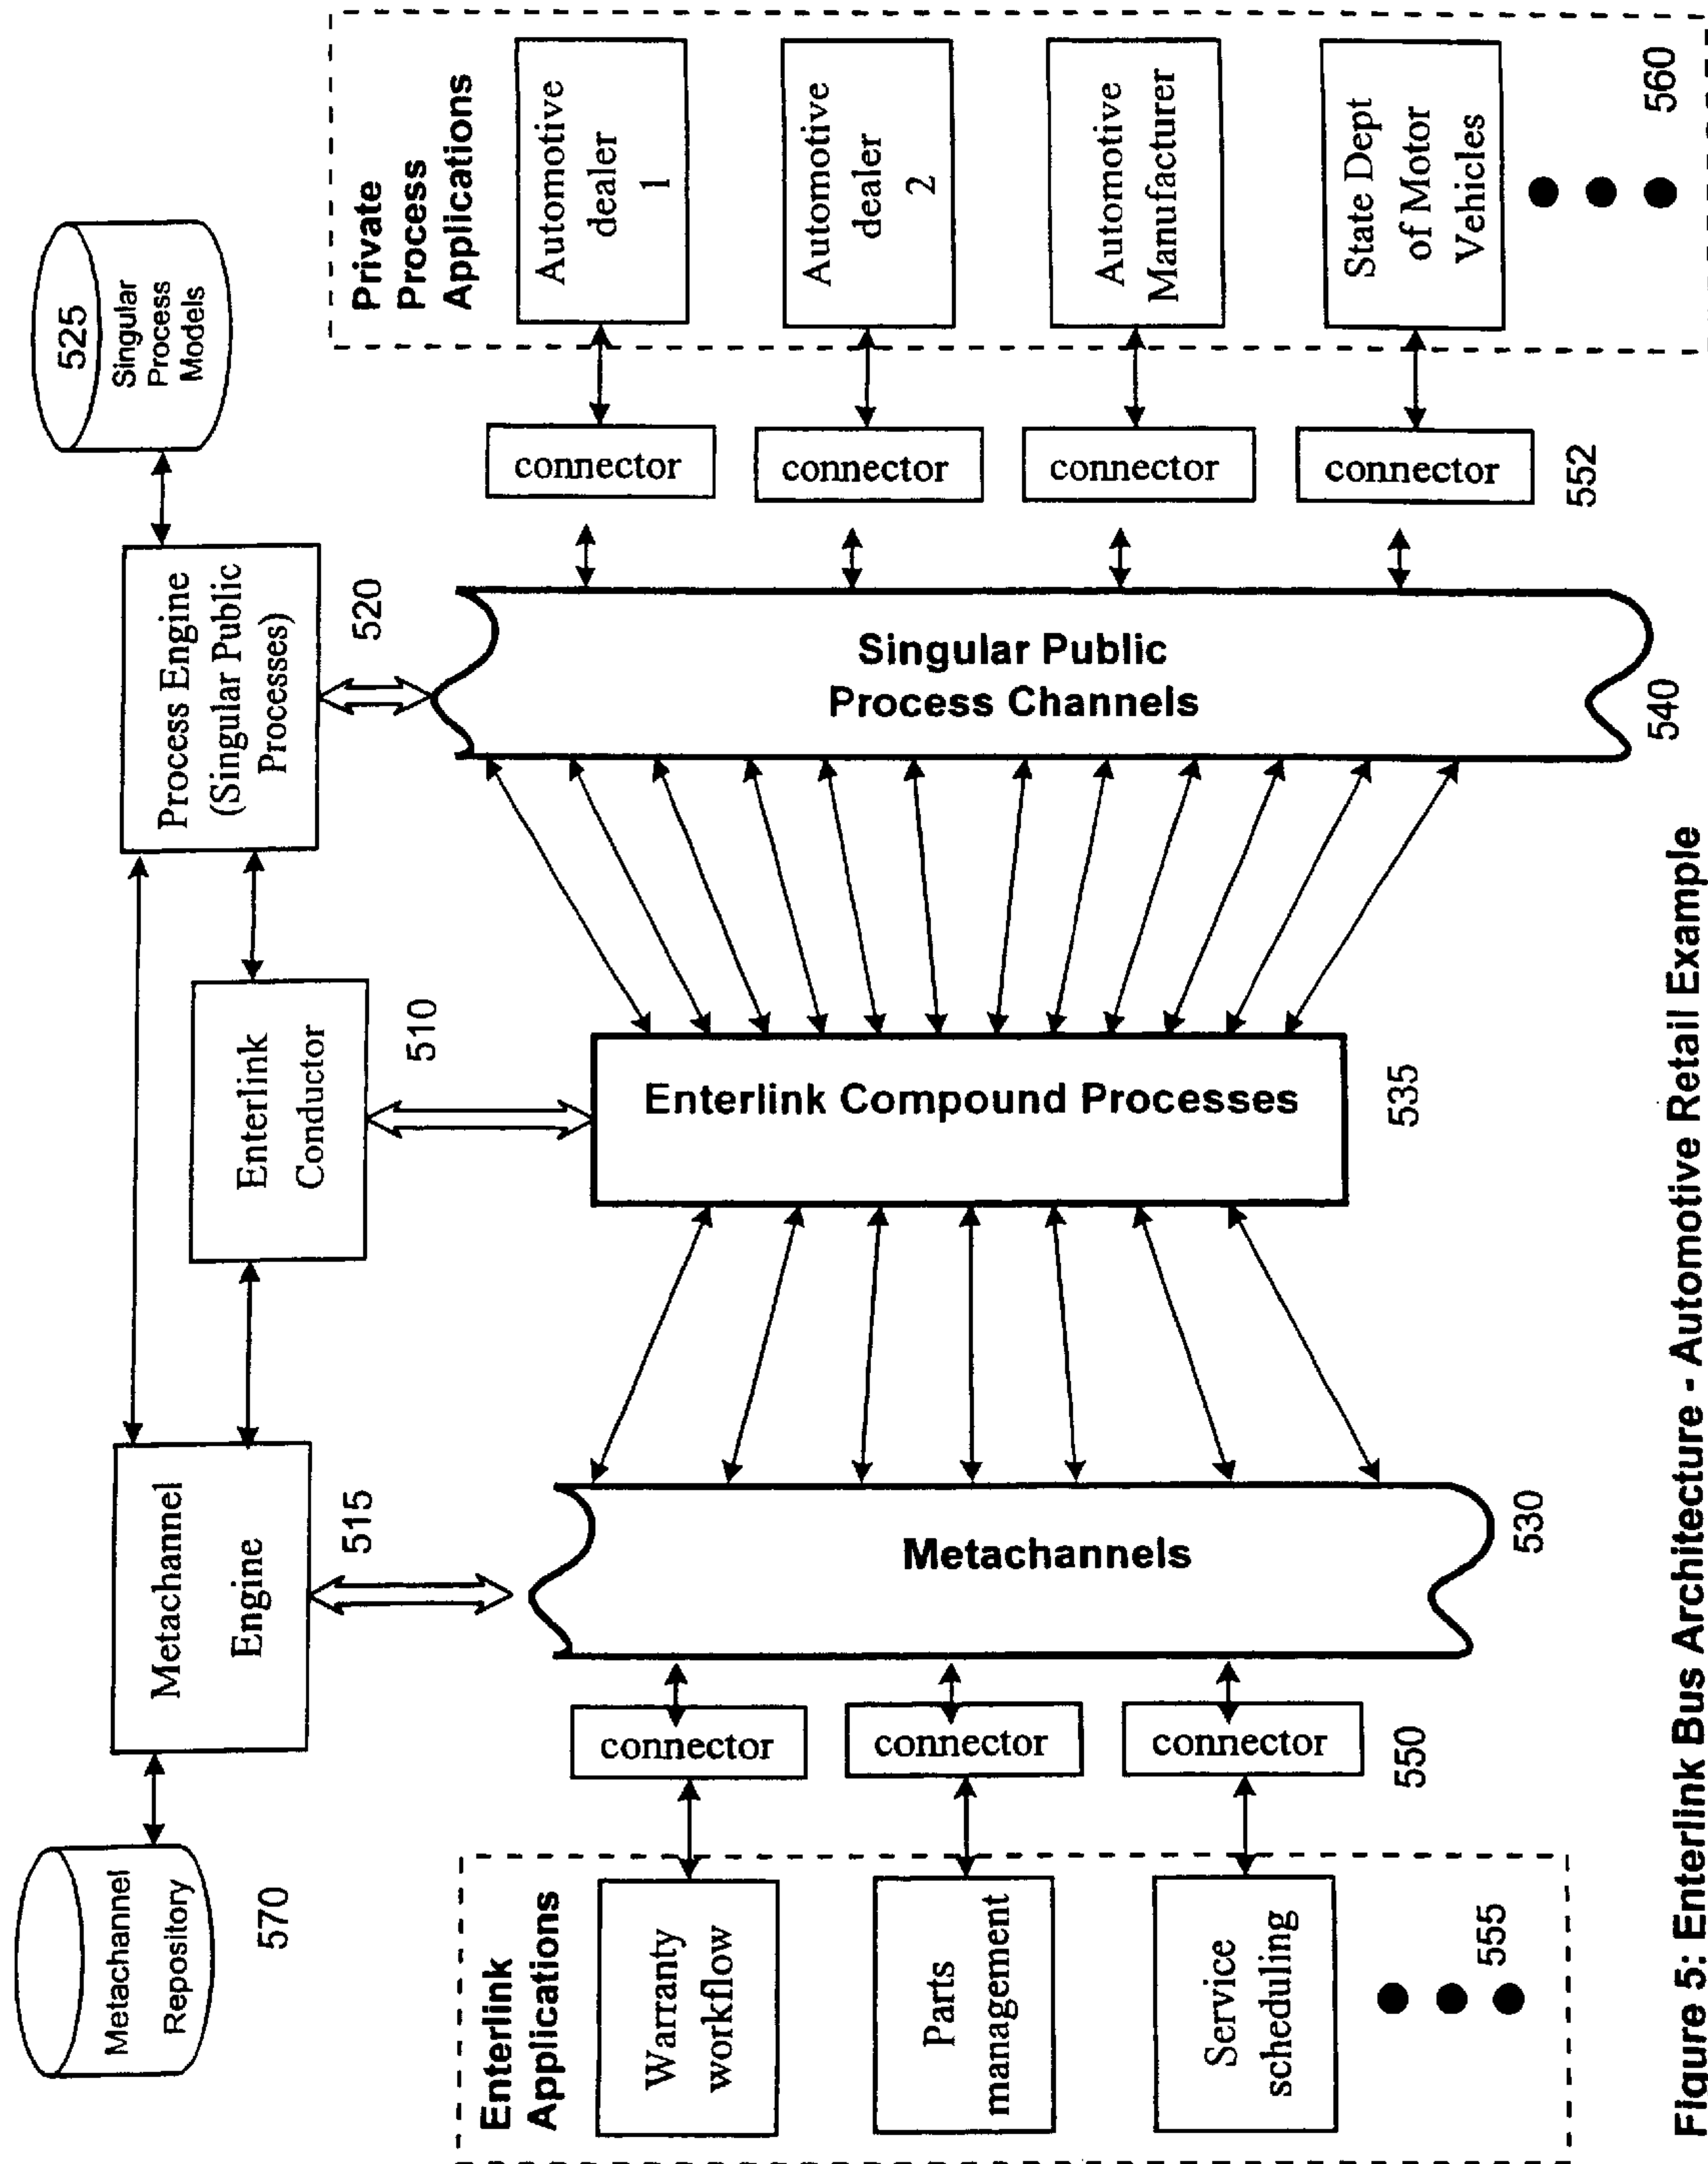 Metachannel
Repository
570
Metachannel
Engine
515
Enterlink
Conductor
510
Process Engine
(Singular Public
Processes)
520
525
Singular
Process
Models
Enterlink
Applications
Warranty
workflow
Parts
management
Service
scheduling
555
connector
connector
connector
550
Metachannels
530
Enterlink Compound Processes
535
Singular Public
Process Channels
540
connector
connector
connector
connector
552
Private
Process
Applications
Automotive
dealer
1
Automotive
dealer
2
Automotive
Manufacturer
State Dept
of Motor
Vehicles
560
Figure 5: Enterlink Bus Architecture - Automotive Retail Example